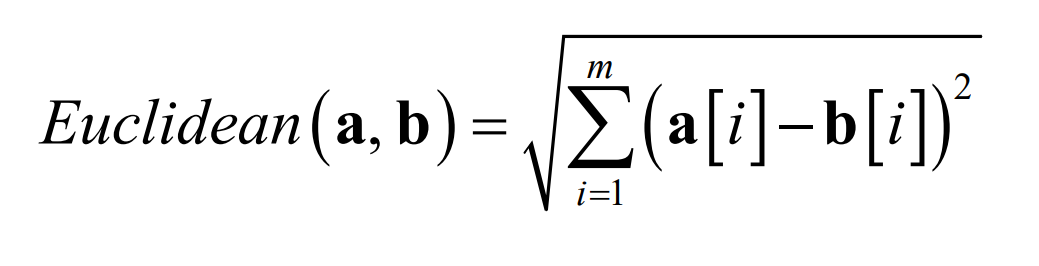 Euclidean(a, b) = √(∑_{i=1}^{m} (a[i] − b[i])²)